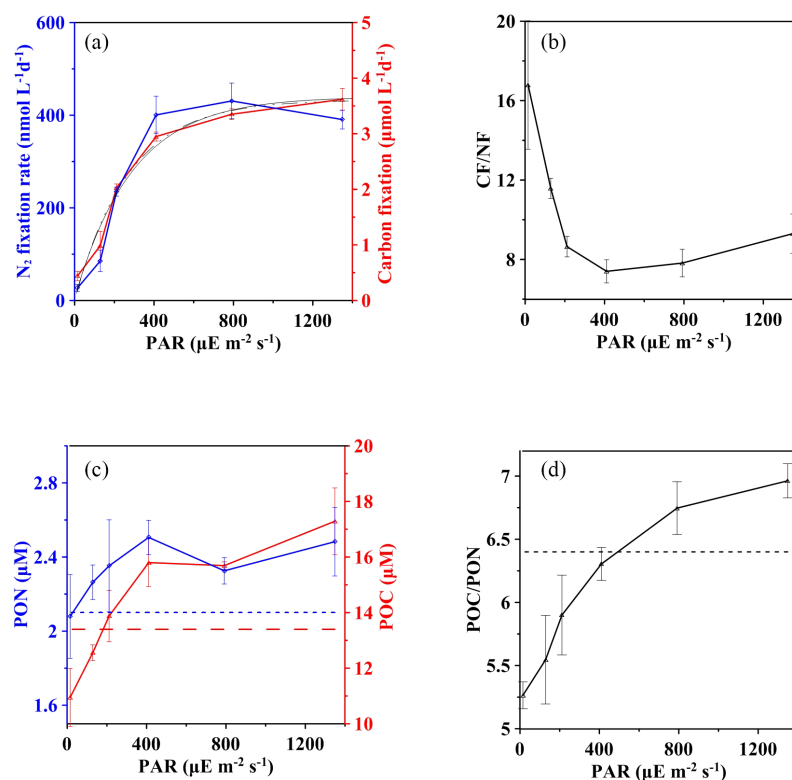 (a)
600
400
200
0
N₂ fixation rate (nmol L⁻¹d⁻¹)
5
4
3
2
1
0
Carbon fixation (μmol L⁻¹d⁻¹)
0 400 800 1200
PAR (μE m⁻² s⁻¹)
(b)
20
16
12
8
CF/NF
0 400 800 1200
PAR (μE m⁻² s⁻¹)
(c)
2.8
2.4
2
1.6
PON (μM)
20
18
16
14
12
10
POC (μM)
0 400 800 1200
PAR (μE m⁻² s⁻¹)
(d)
7
6.4
6
5.5
5
POC/PON
0 400 800 1200
PAR (μE m⁻² s⁻¹)